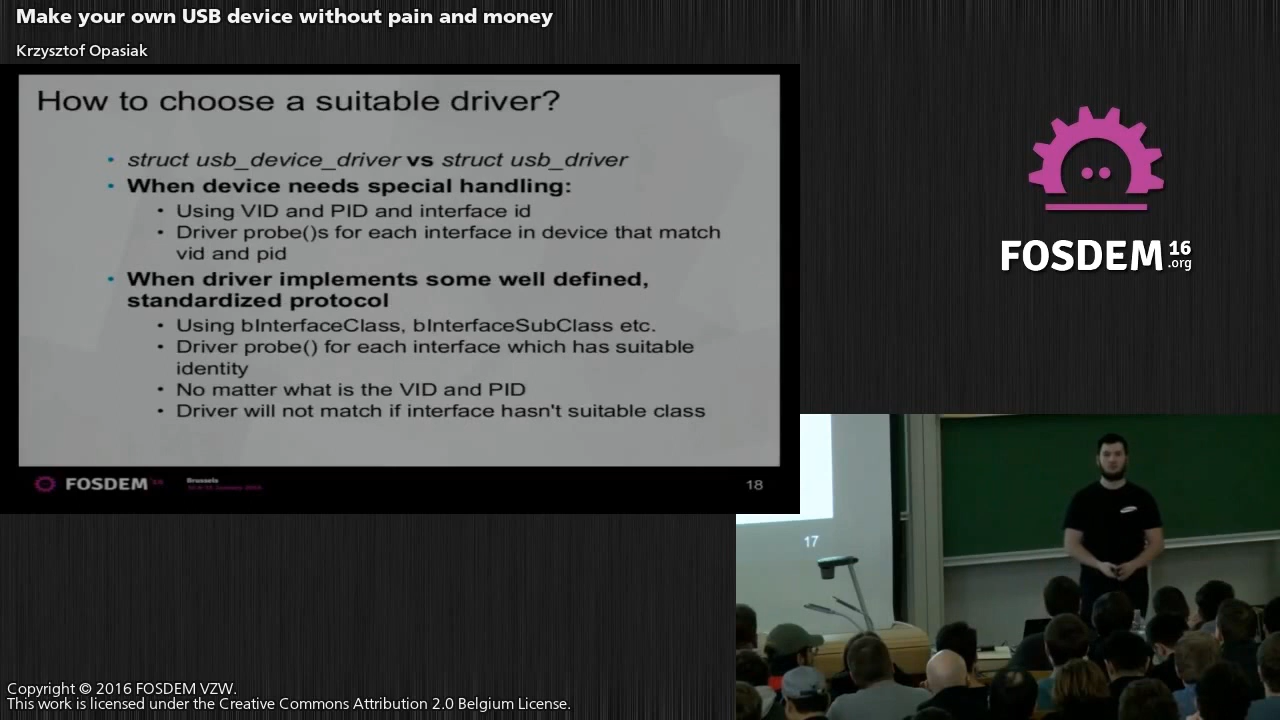 Make your own USB device without pain and money
Krzysztof Opasiak
How to choose a suitable driver?
• struct usb_device_driver vs struct usb_driver
• When device needs special handling:
• Using VID and PID and interface id
• Driver probe()s for each interface in device that match
vid and pid
• When driver implements some well defined,
standardized protocol
• Using bInterfaceClass, bInterfaceSubClass etc.
• Driver probe() for each interface which has suitable
identity
• No matter what is the VID and PID
• Driver will not match if interface hasn't suitable class
FOSDEM
Brussels
18
FOSDEM 16
.org
17
Copyright © 2016 FOSDEM VZW.
This work is licensed under the Creative Commons Attribution 2.0 Belgium License.